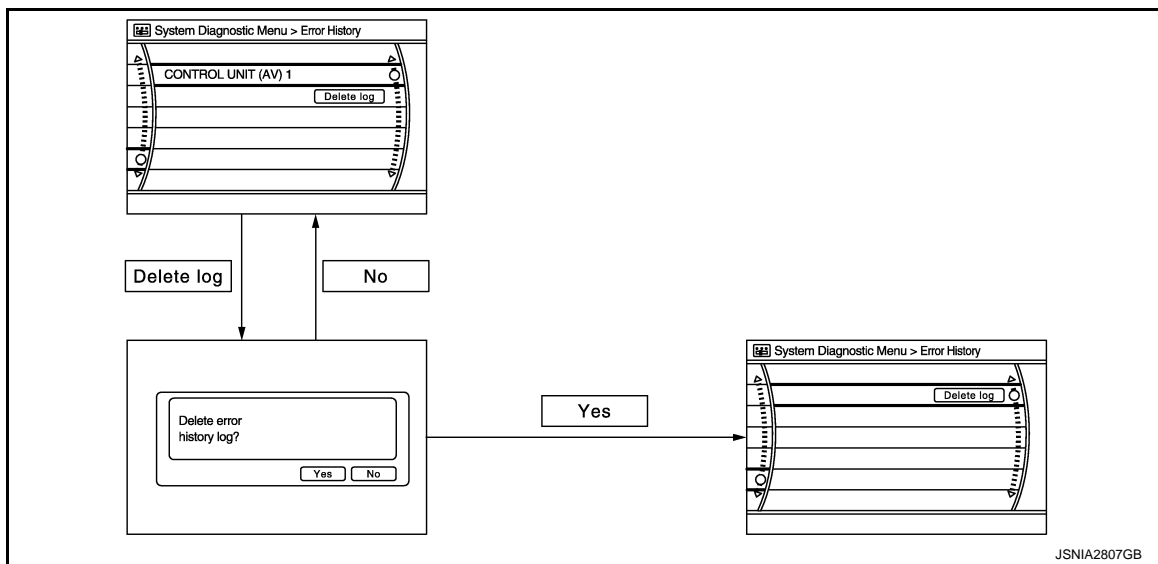 System Diagnostic Menu > Error History
CONTROL UNIT (AV) 1
Delete log
Delete log
No
Delete error
history log?
Yes
No
Yes
System Diagnostic Menu > Error History
Delete log
JSNIA2807GB